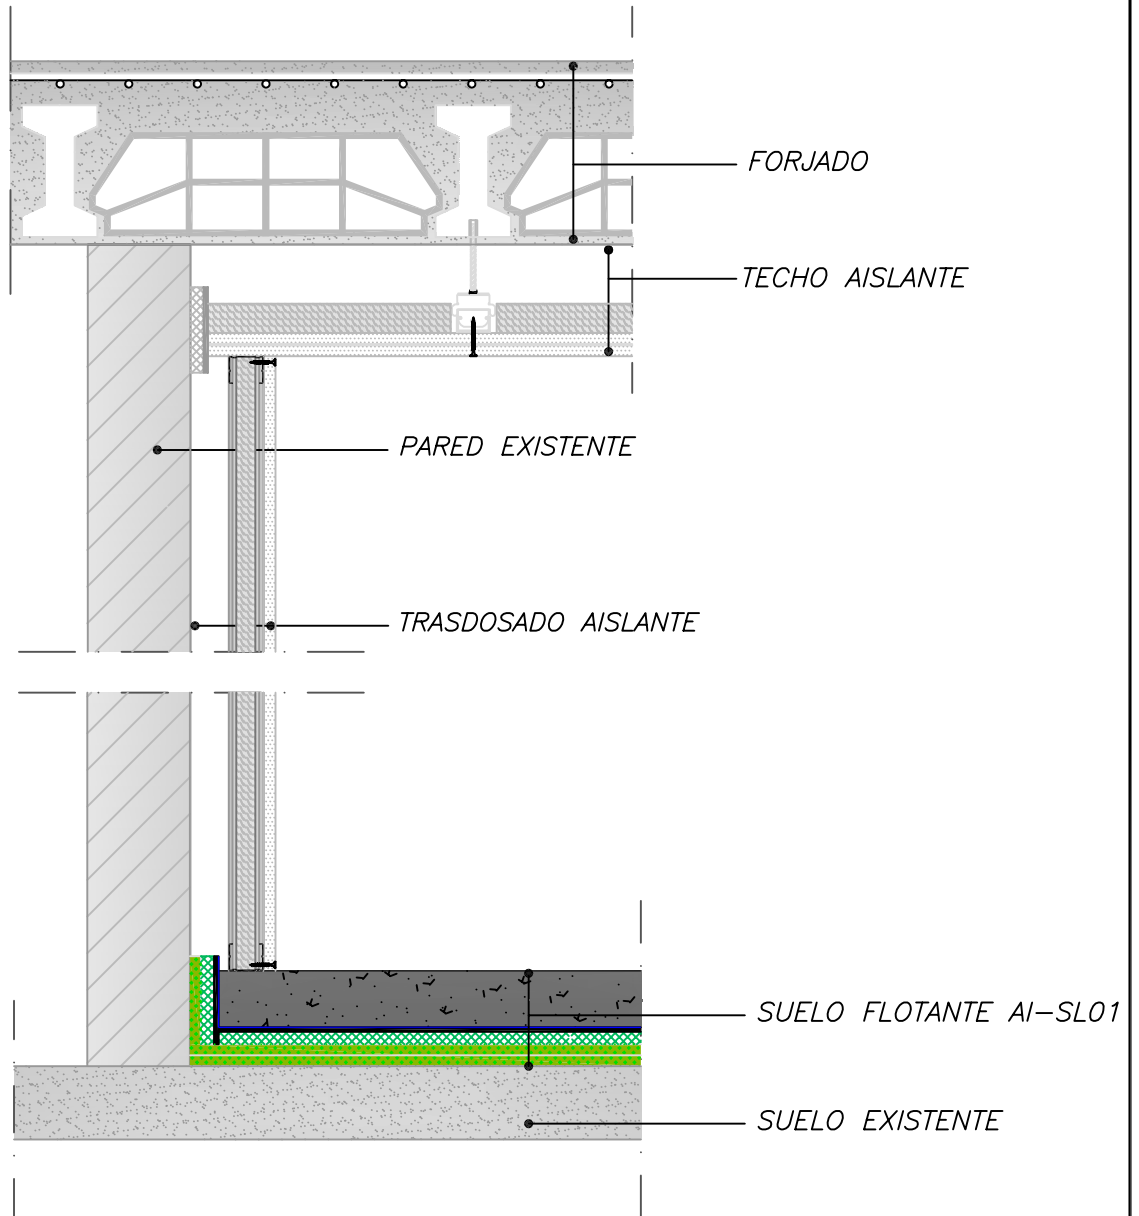 FORJADO
TECHO AISLANTE
PARED EXISTENTE
TRASDOSADO AISLANTE
SUELO FLOTANTE AI-SL01
SUELO EXISTENTE